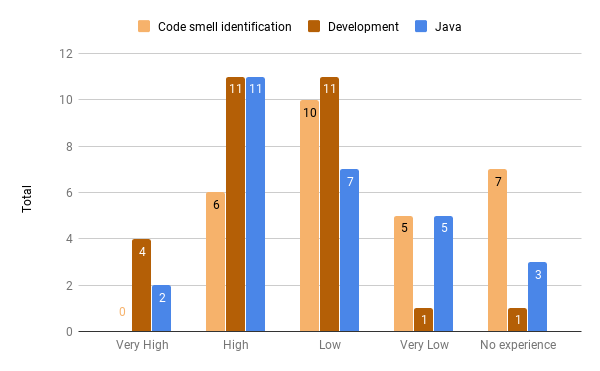 Code smell identification Development Java
12
10
8
6
4
2
0
Total
0 4 2
6 11 11
10 11 7
5 1 5
7 1 3
Very High High Low Very Low No experience